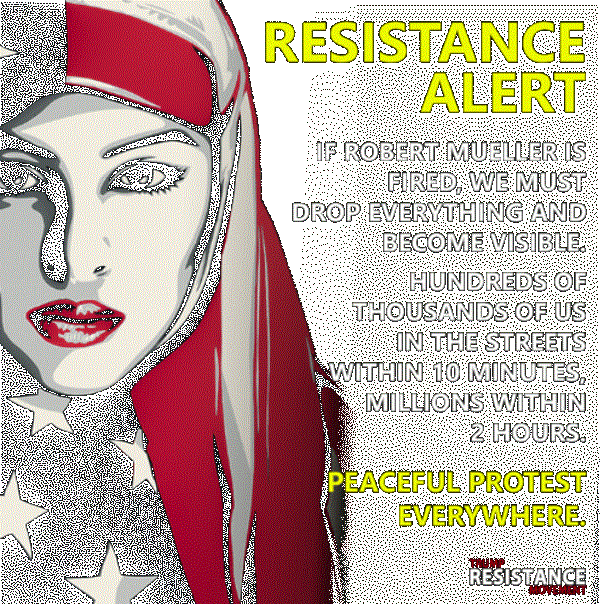 RESISTANCE
ALERT
IF ROBERT MUELLER IS
FIRED, WE MUST
DROP EVERYTHING AND
BECOME VISIBLE.
HUNDREDS OF
THOUSANDS OF US
IN THE STREETS
WITHIN 10 MINUTES,
MILLIONS WITHIN
2 HOURS.
PEACEFUL PROTEST
EVERYWHERE.
TRUMP
RESISTANCE
MOVEMENT